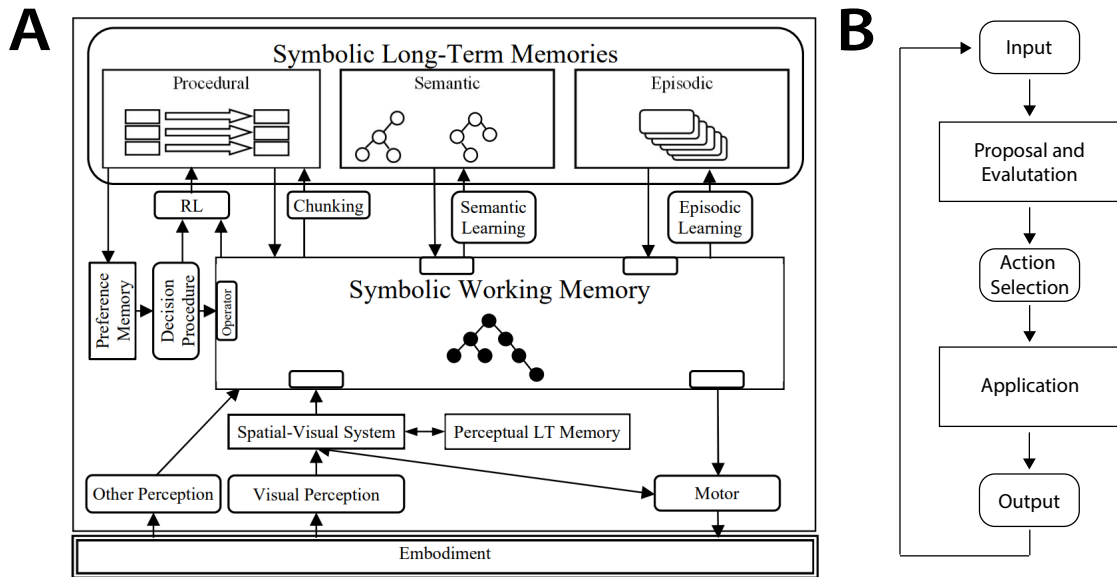 A
Symbolic Long-Term Memories
Procedural
Semantic
Episodic
RL
Chunking
Semantic
Learning
Episodic
Learning
Preference
Memory
Decision
Procedure
Operator
Symbolic Working Memory
Spatial-Visual System
Perceptual LT Memory
Other Perception
Visual Perception
Motor
Embodiment
B
Input
Proposal and
Evalutation
Action
Selection
Application
Output